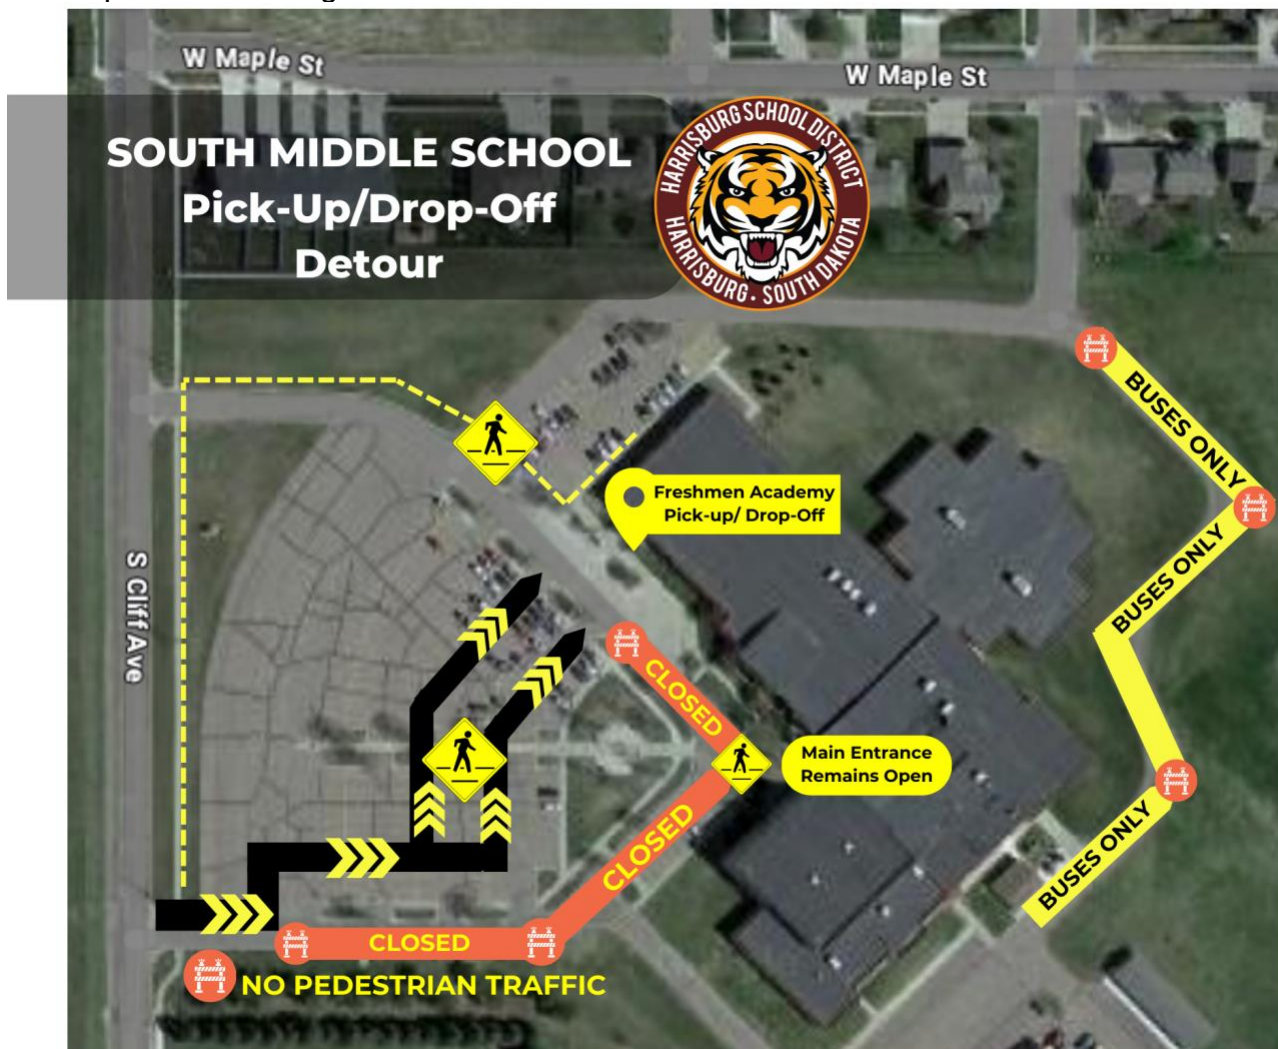 W Maple St
W Maple St
SOUTH MIDDLE SCHOOL
Pick-Up/Drop-Off
Detour
HARRISBURG SCHOOL DISTRICT
HARRISBURG · SOUTH DAKOTA
BUSES ONLY
Freshmen Academy
Pick-up/ Drop-Off
BUSES ONLY
S Cliff Ave
CLOSED
Main Entrance
Remains Open
CLOSED
BUSES ONLY
CLOSED
NO PEDESTRIAN TRAFFIC